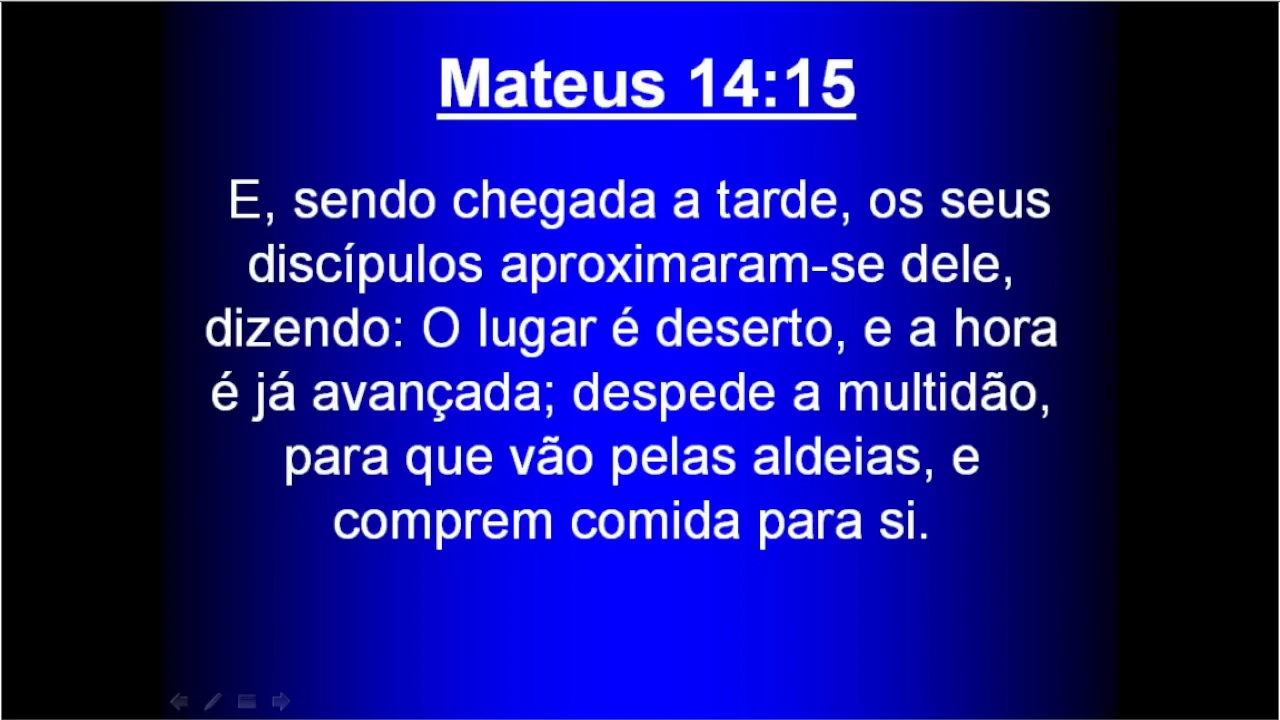 Mateus 14:15
E, sendo chegada a tarde, os seus
discípulos aproximaram-se dele,
dizendo: O lugar é deserto, e a hora
é já avançada; despede a multidão,
para que vão pelas aldeias, e
comprem comida para si.